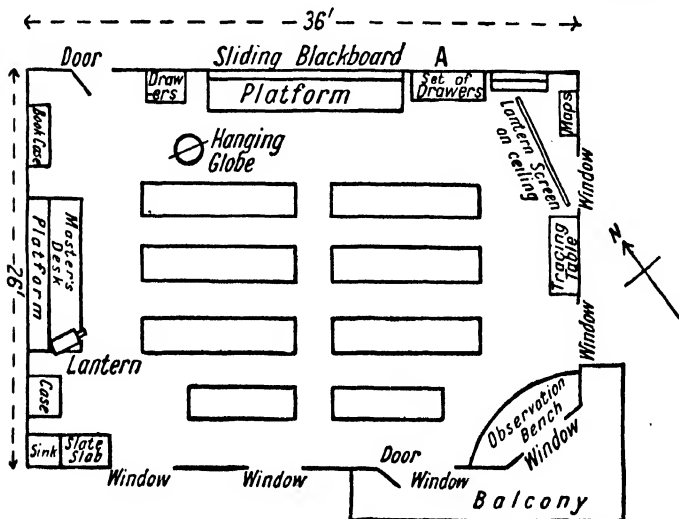 36'
Door
Sliding Blackboard
A
Draw
-ers
Platform
Set of
Drawers
Maps
Book Case
Hanging
Globe
Lantern Screen
on ceiling
Window
N
Master's
Desk
Platform
26'
Tracing
Table
Window
Lantern
Case
Observation
Bench
Window
Sink
Slate
Slab
Window
Window
Door
Window
Balcony